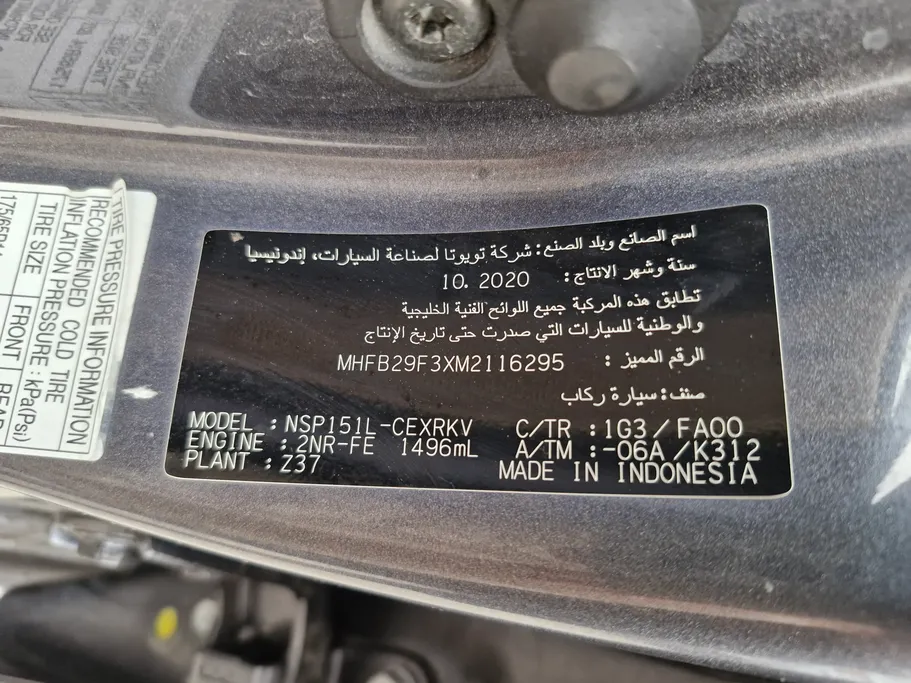 اسم الصانع وبلد الصنع: شركة تويوتا لصناعة السيارات، إندونيسيا
سنة وشهر الانتاج: 10. 2020
تطابق هذه المركبة جميع اللوائح الفنية الخليجية
والوطنية للسيارات التي صدرت حتى تاريخ الإنتاج
الرقم المميز: MHFB29F3XM2116295
صنف: سيارة ركاب
MODEL : NSP151L-CEXRKV C/TR : 1G3 / FA00
ENGINE : 2NR-FE 1496mL A/TM : -06A / K312
PLANT : Z37 MADE IN INDONESIA
TIRE PRESSURE INFORMATION
RECOMMENDED COLD TIRE
INFLATION PRESSURE : kPa(Psi)
TIRE SIZE FRONT